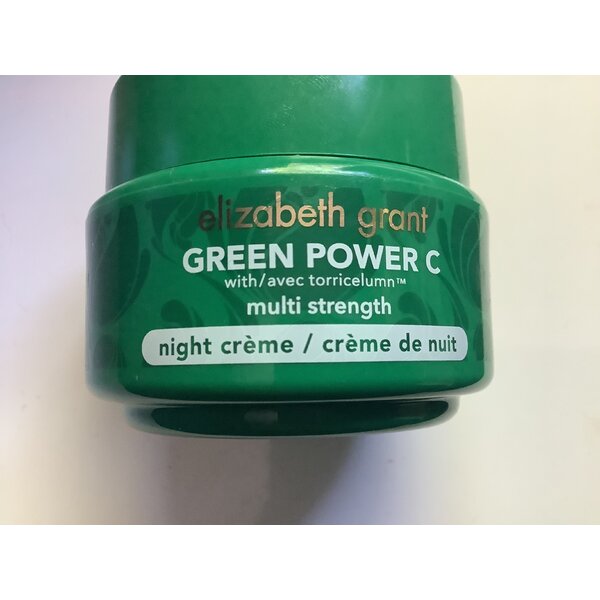 elizabeth grant
GREEN POWER C
with/avec torricelumn™
multi strength
night crème / crème de nuit